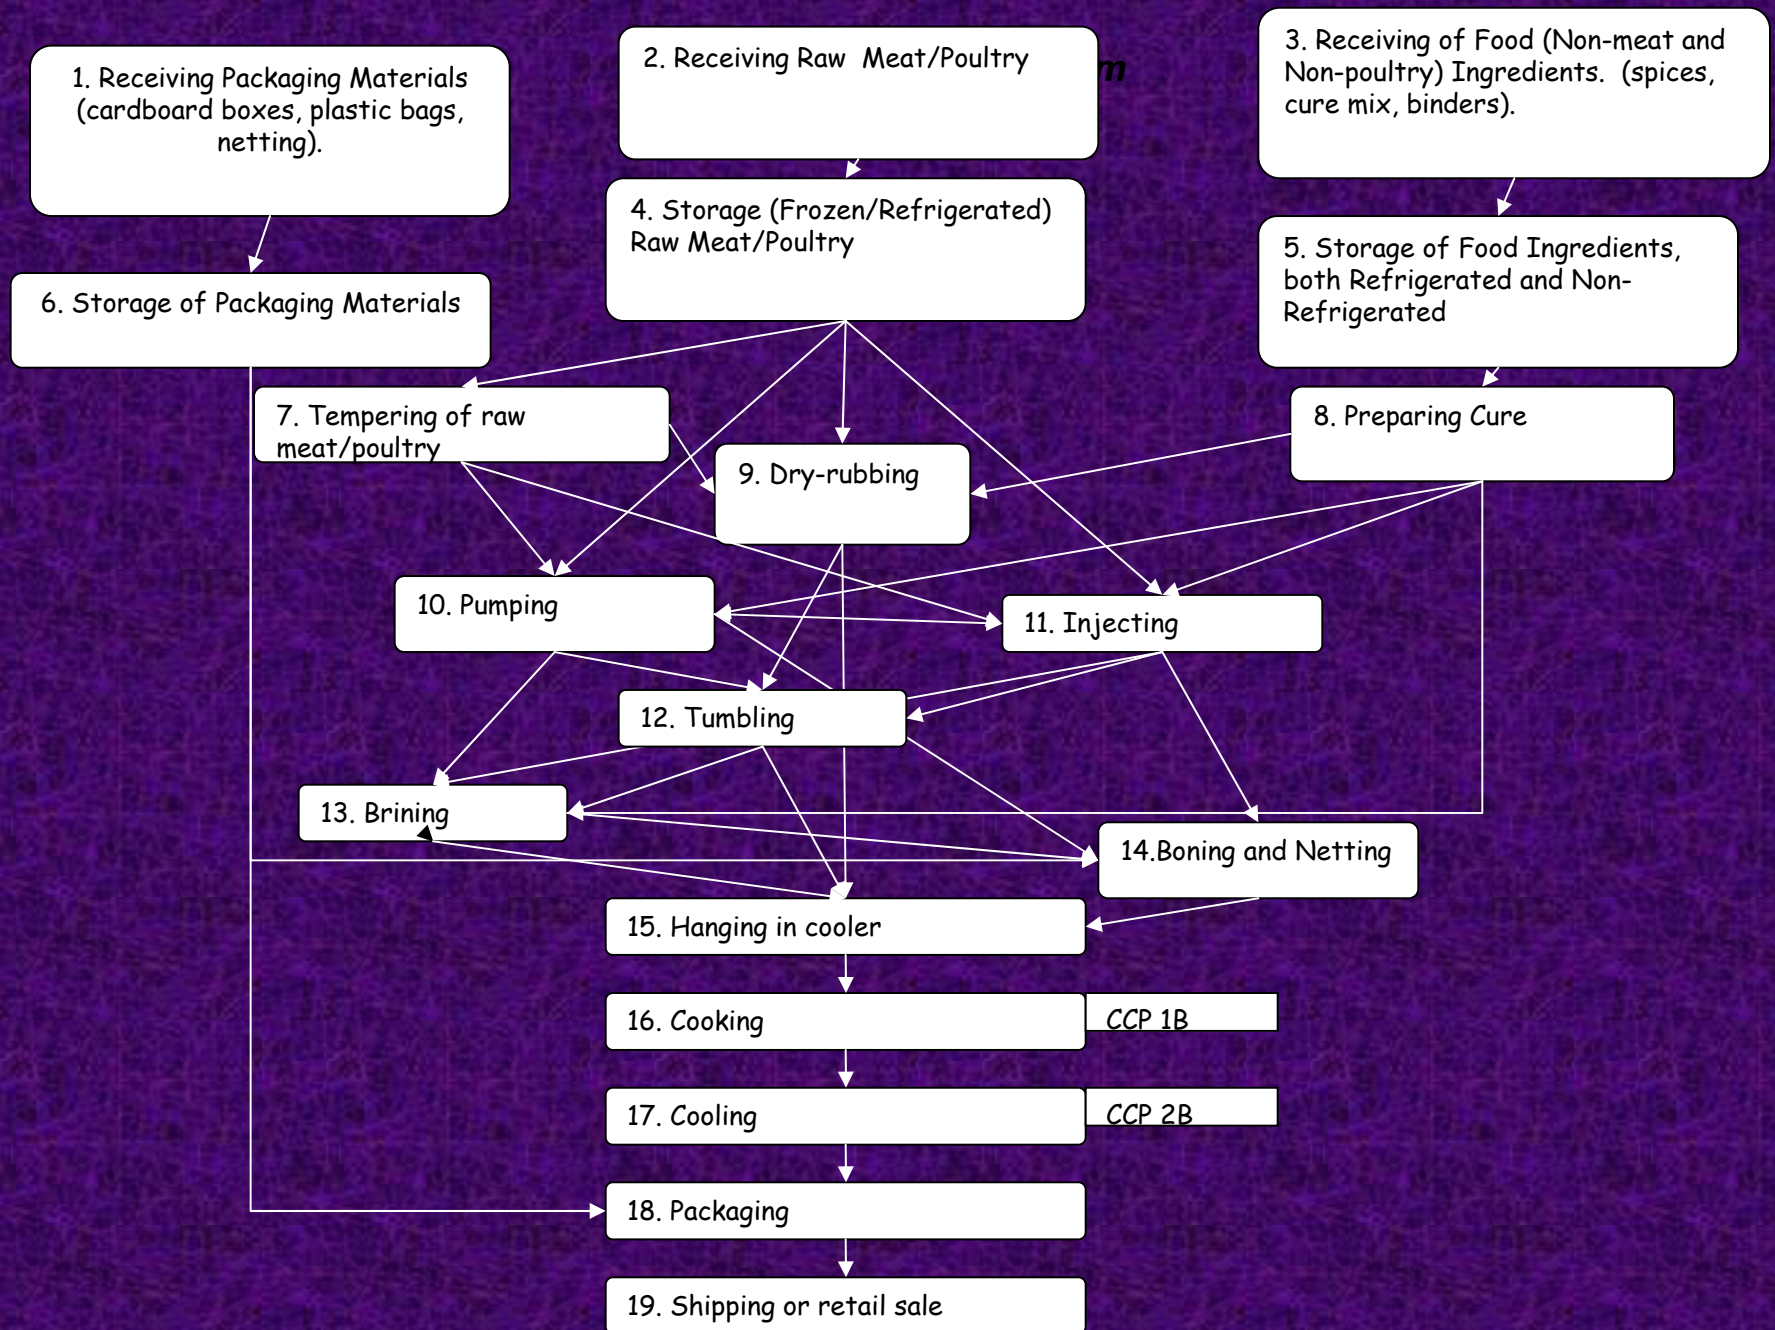 1. Receiving Packaging Materials
(cardboard boxes, plastic bags,
netting).
2. Receiving Raw Meat/Poultry
m
3. Receiving of Food (Non-meat and
Non-poultry) Ingredients. (spices,
cure mix, binders).
4. Storage (Frozen/Refrigerated)
Raw Meat/Poultry
5. Storage of Food Ingredients,
both Refrigerated and Non-
Refrigerated
6. Storage of Packaging Materials
7. Tempering of raw
meat/poultry
8. Preparing Cure
9. Dry-rubbing
10. Pumping
11. Injecting
12. Tumbling
13. Brining
14.Boning and Netting
15. Hanging in cooler
16. Cooking
CCP 1B
17. Cooling
CCP 2B
18. Packaging
19. Shipping or retail sale